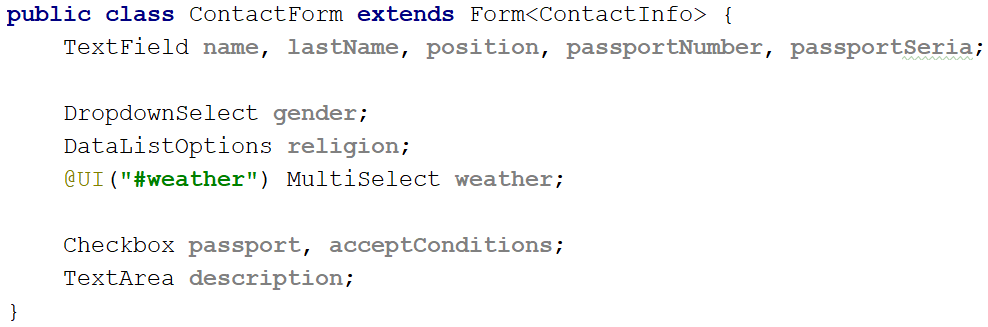 public class ContactForm extends Form<ContactInfo> {
    TextField name, lastName, position, passportNumber, passportSeria;

    DropdownSelect gender;
    DataListOptions religion;
    @UI("#weather") MultiSelect weather;

    Checkbox passport, acceptConditions;
    TextArea description;
}